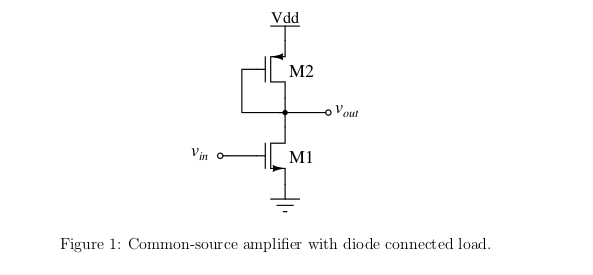 Vdd
M2
vout
vin
M1
Figure 1: Common-source amplifier with diode connected load.